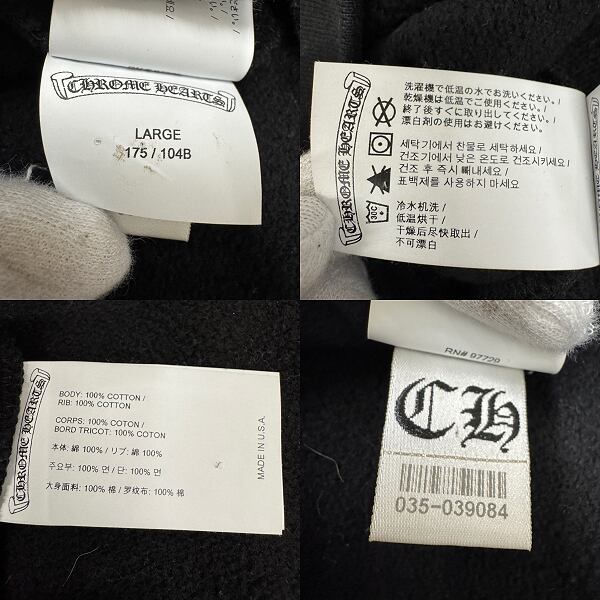 CHROME HEARTS
LARGE
175 / 104B
CHROME HEARTS
洗濯機で低温の水でお洗いください。/
乾燥機は低温でご使用ください。/
終了後すぐに取り出してください。/
漂白剤の使用はお避けください。/
세탁기에서 찬물로 세탁하세요 /
건조기에서 낮은 온도로 건조시키세요 /
건조 후 즉시 빼내세요 /
표백제를 사용하지 마세요
30C
冷水机洗 /
低温烘干 /
干燥后尽快取出 /
不可漂白
CHROME HEARTS
BODY: 100% COTTON /
RIB: 100% COTTON
CORPS: 100% COTON /
BORD TRICOT: 100% COTON
本体: 綿 100% / リブ: 綿 100%
주요부: 100% 면 / 단: 100% 면
大身面料: 100% 棉 / 罗纹布: 100% 棉
MADE IN U.S.A.
RN# 97729
CH
035-039084